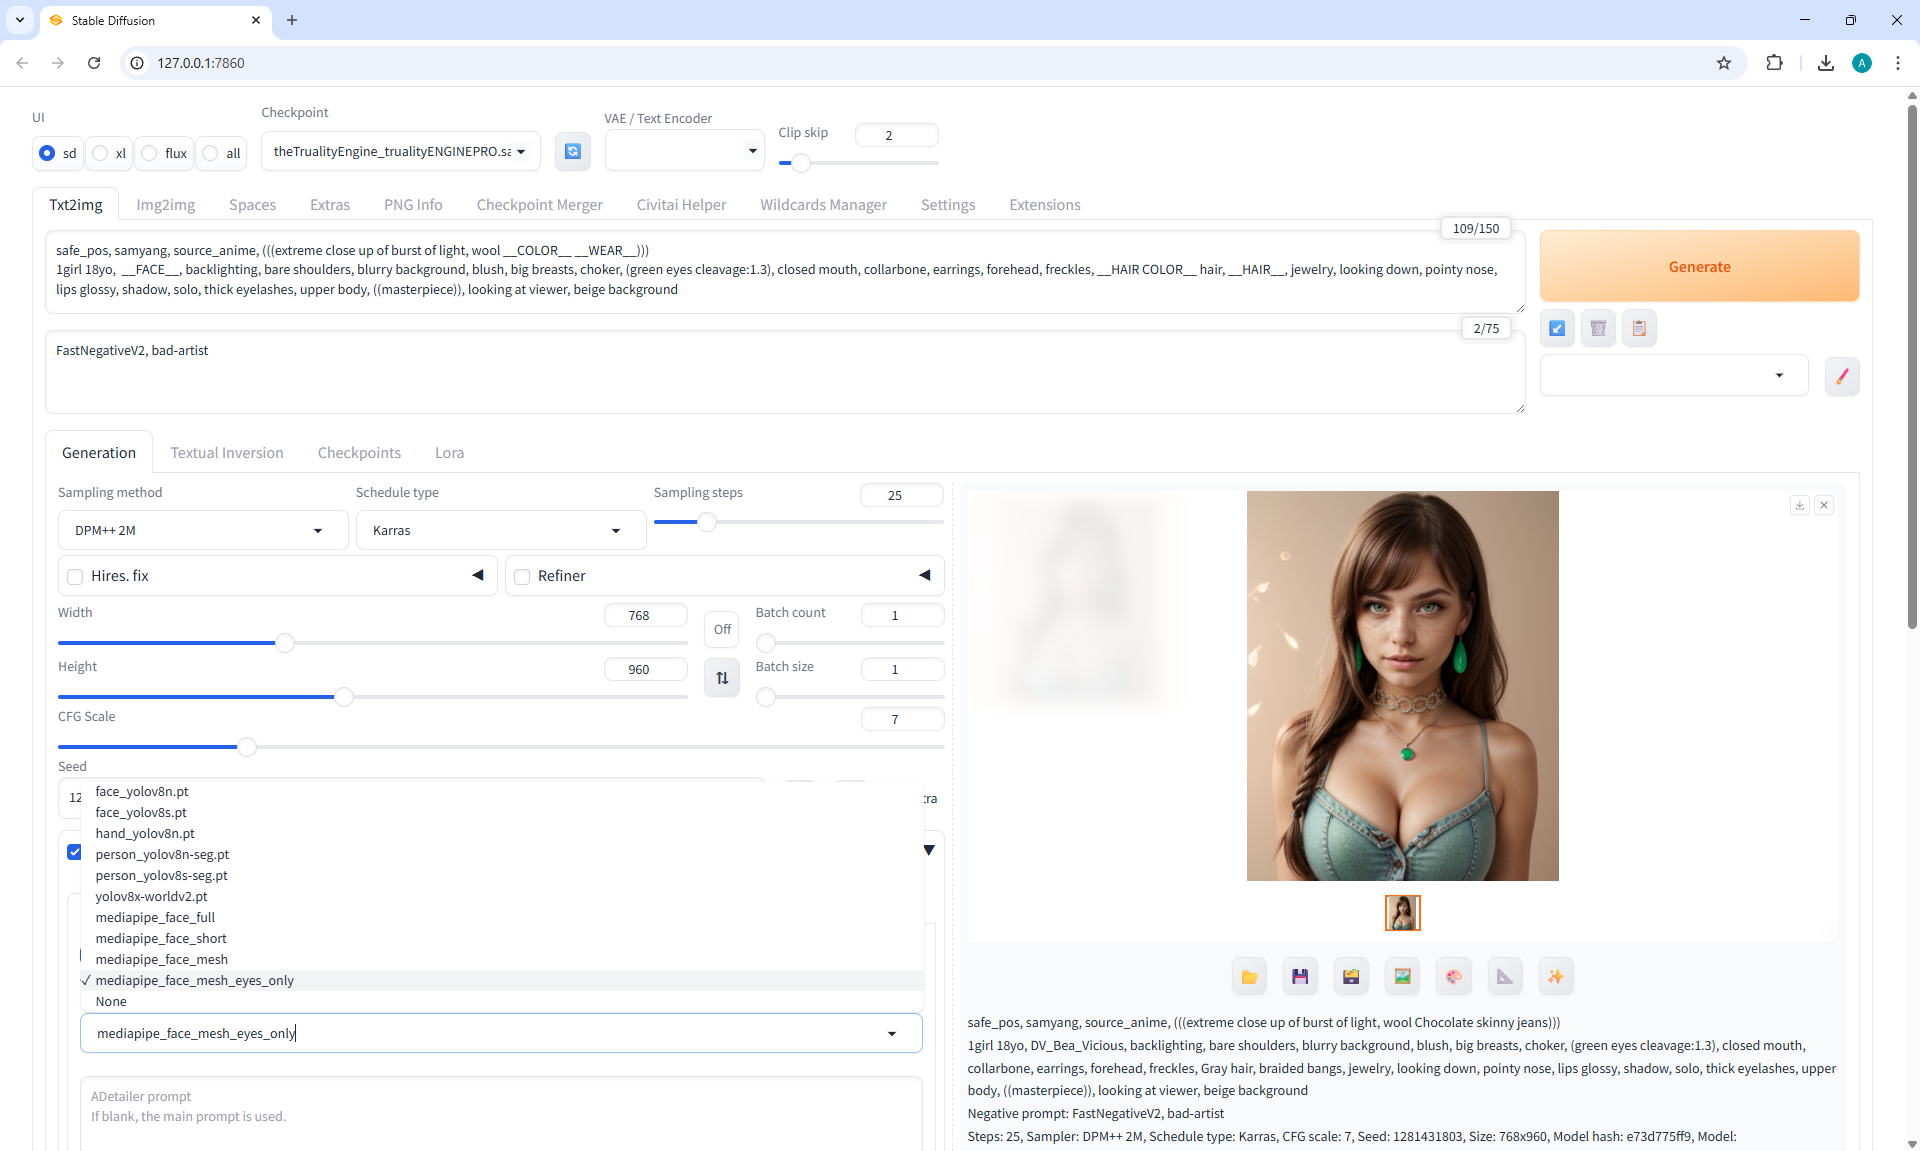 Stable Diffusion
127.0.0.1:7860
A
UI
sd
xl
flux
all
Checkpoint
theTrualityEngine_trualityENGINEPRO.sa
VAE / Text Encoder
Clip skip
2
Txt2img
Img2img
Spaces
Extras
PNG Info
Checkpoint Merger
Civitai Helper
Wildcards Manager
Settings
Extensions
109/150
safe_pos, samyang, source_anime, (((extreme close up of burst of light, wool __COLOR__ __WEAR__)))
1girl 18yo,  __FACE__, backlighting, bare shoulders, blurry background, blush, big breasts, choker, (green eyes cleavage:1.3), closed mouth, collarbone, earrings, forehead, freckles, __HAIR COLOR__ hair, __HAIR__, jewelry, looking down, pointy nose,
lips glossy, shadow, solo, thick eyelashes, upper body, ((masterpiece)), looking at viewer, beige background
Generate
2/75
FastNegativeV2, bad-artist
Generation
Textual Inversion
Checkpoints
Lora
Sampling method
DPM++ 2M
Schedule type
Karras
Sampling steps
25
Hires. fix
Refiner
Width
768
Off
Batch count
1
Height
960
Batch size
1
CFG Scale
7
Seed
12
tra
face_yolov8n.pt
face_yolov8s.pt
hand_yolov8n.pt
person_yolov8n-seg.pt
person_yolov8s-seg.pt
yolov8x-worldv2.pt
mediapipe_face_full
mediapipe_face_short
mediapipe_face_mesh
✓ mediapipe_face_mesh_eyes_only
None
mediapipe_face_mesh_eyes_only
ADetailer prompt
If blank, the main prompt is used.
safe_pos, samyang, source_anime, (((extreme close up of burst of light, wool Chocolate skinny jeans)))
1girl 18yo, DV_Bea_Vicious, backlighting, bare shoulders, blurry background, blush, big breasts, choker, (green eyes cleavage:1.3), closed mouth,
collarbone, earrings, forehead, freckles, Gray hair, braided bangs, jewelry, looking down, pointy nose, lips glossy, shadow, solo, thick eyelashes, upper
body, ((masterpiece)), looking at viewer, beige background
Negative prompt: FastNegativeV2, bad-artist
Steps: 25, Sampler: DPM++ 2M, Schedule type: Karras, CFG scale: 7, Seed: 1281431803, Size: 768x960, Model hash: e73d775ff9, Model: